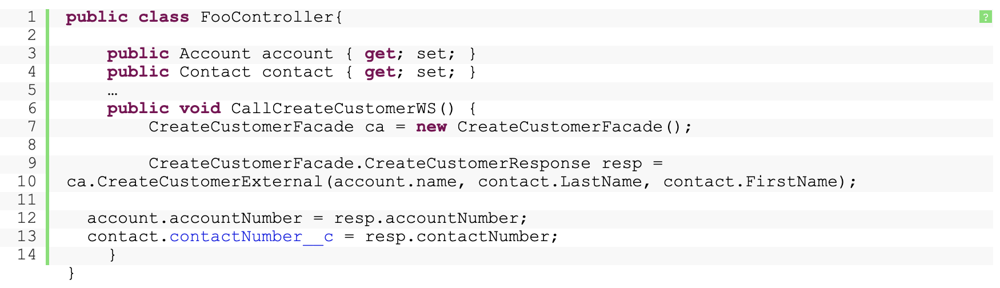 1 public class FooController{ ?
2
3 public Account account { get; set; }
4 public Contact contact { get; set; }
5 …
6 public void CallCreateCustomerWS() {
7 CreateCustomerFacade ca = new CreateCustomerFacade();
8
9 CreateCustomerFacade.CreateCustomerResponse resp =
10 ca.CreateCustomerExternal(account.name, contact.LastName, contact.FirstName);
11
12 account.accountNumber = resp.accountNumber;
13 contact.contactNumber__c = resp.contactNumber;
14 }
}